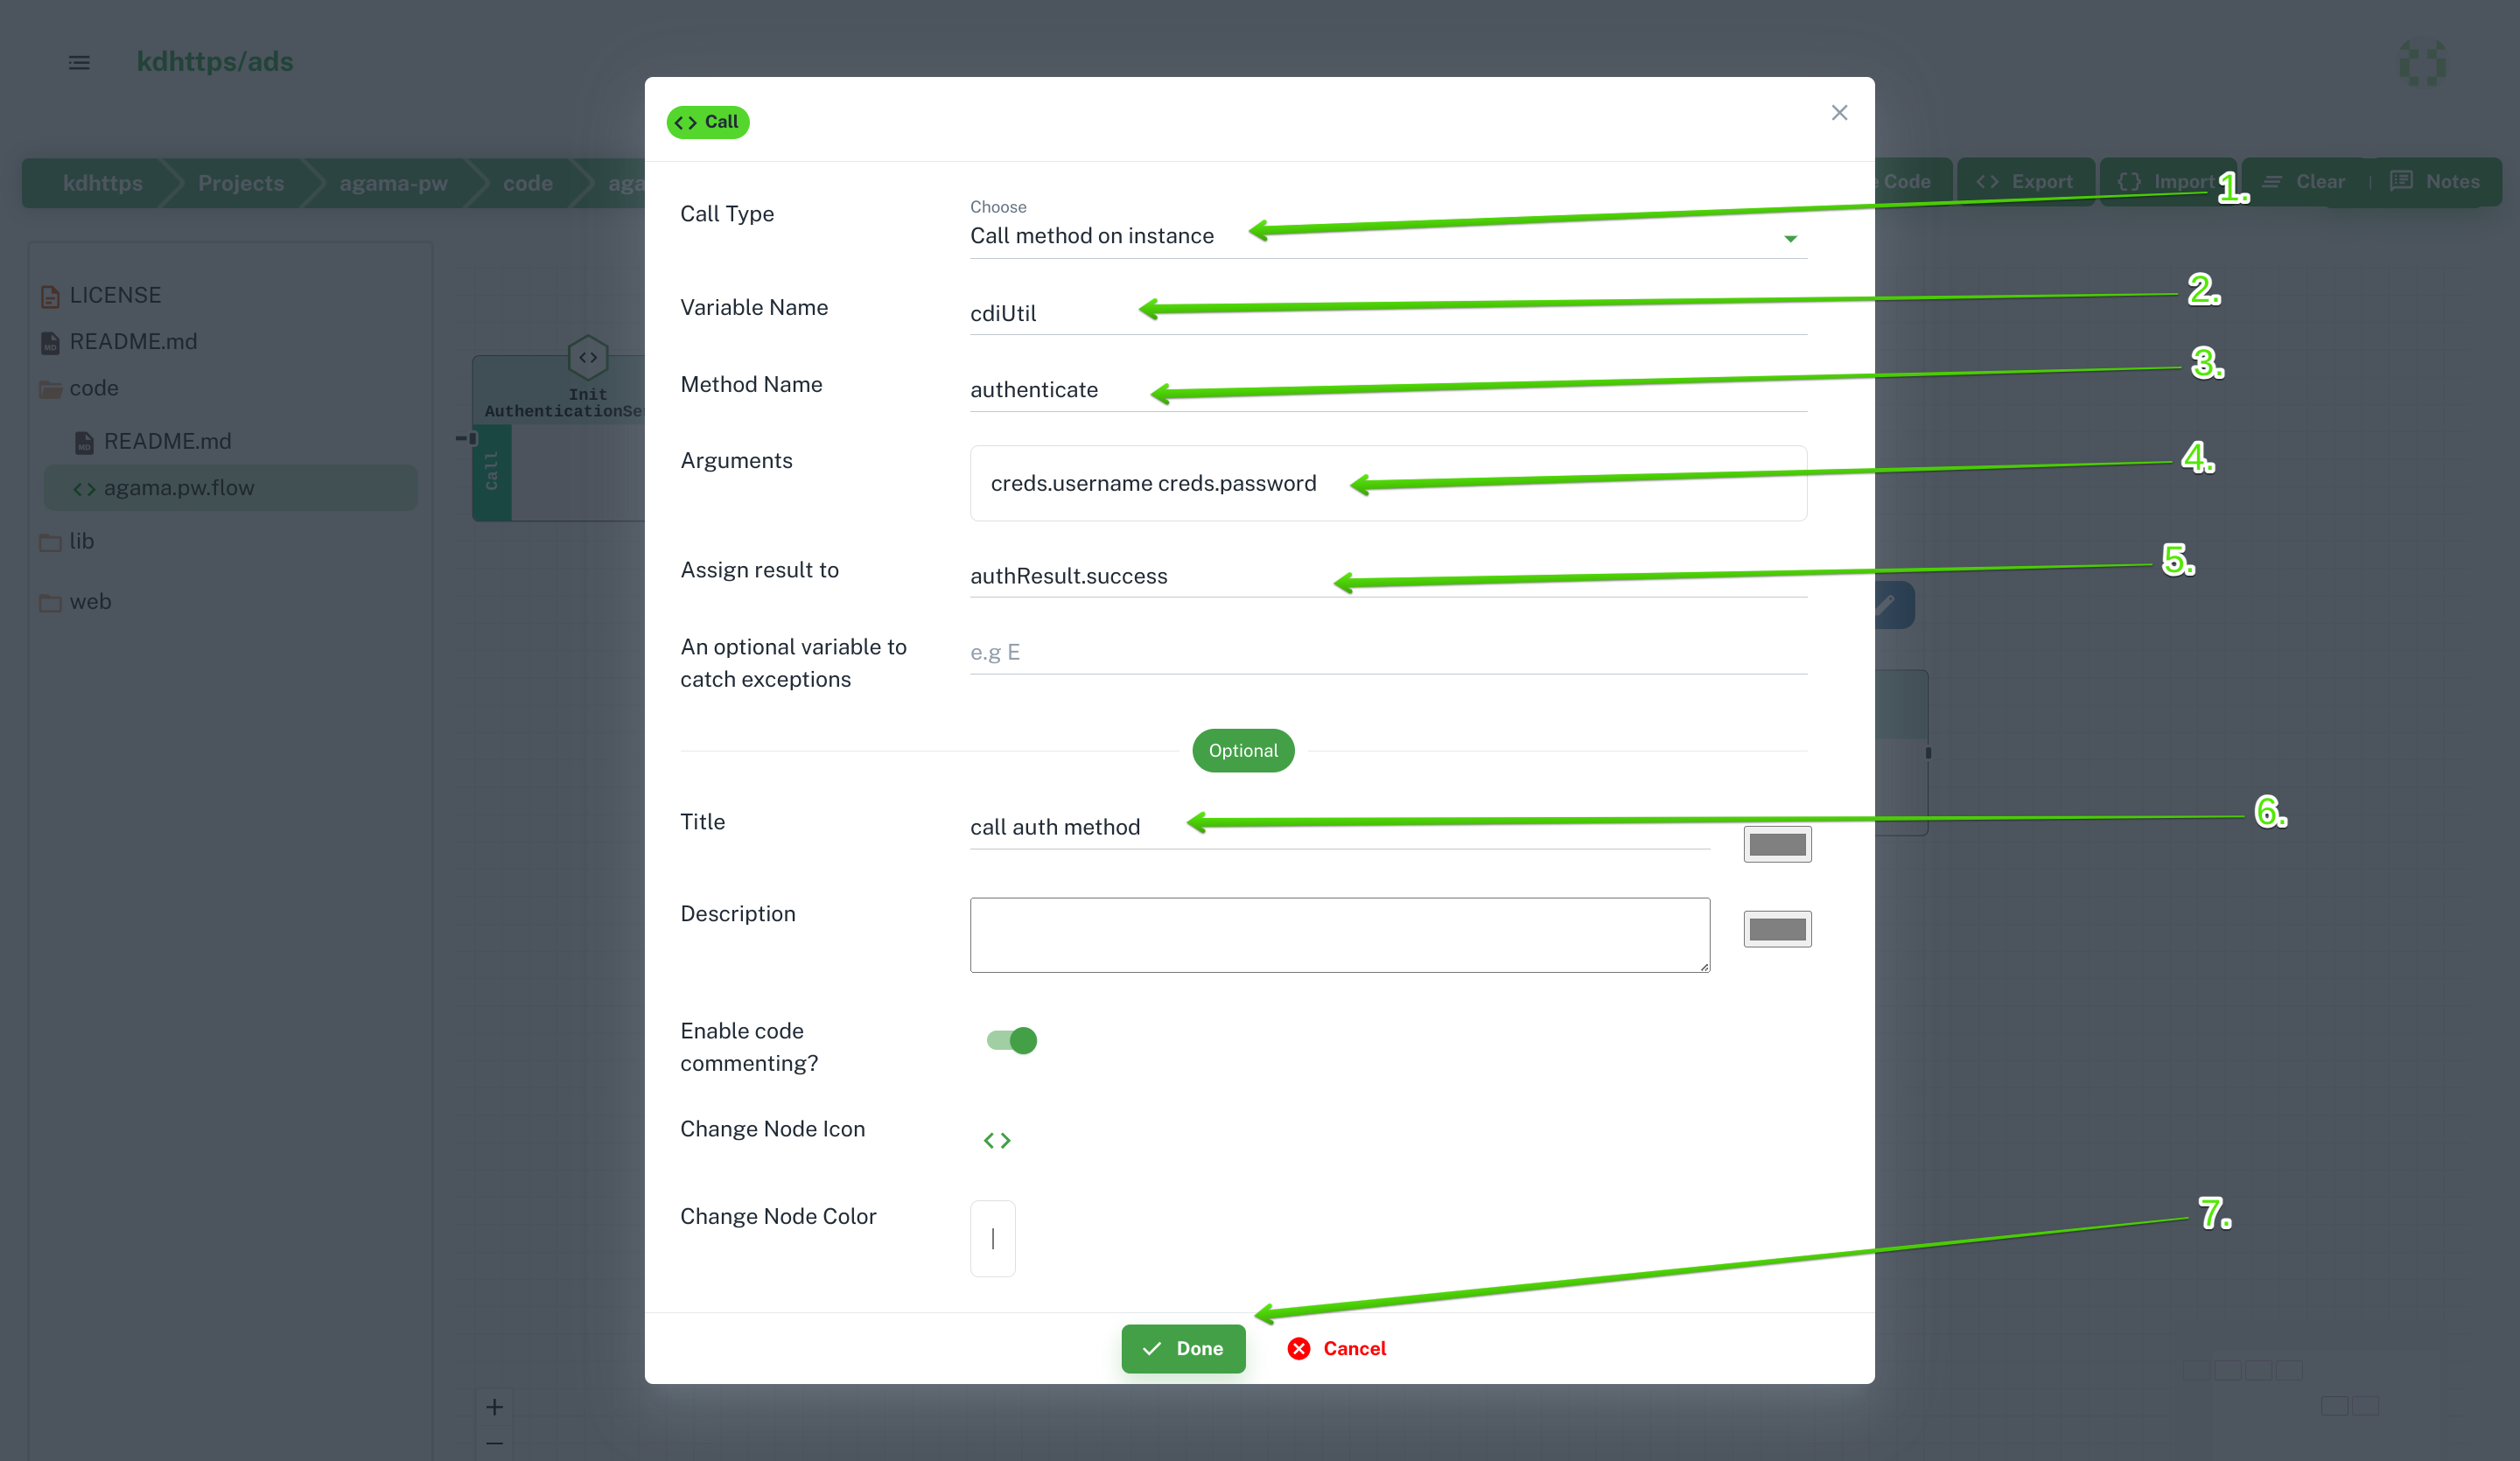 kdhttps/ads
kdhttps Projects agama-pw code aga
Code Export Import Clear Notes
LICENSE
README.md
code
README.md
agama.pw.flow
lib
web
Init
AuthenticationSe
Call
Call
Call Type
Choose
Call method on instance
1.
Variable Name
cdiUtil
2.
Method Name
authenticate
3.
Arguments
creds.username creds.password
4.
Assign result to
authResult.success
5.
An optional variable to
catch exceptions
e.g E
Optional
Title
call auth method
6.
Description
Enable code
commenting?
Change Node Icon
Change Node Color
7.
Done
Cancel